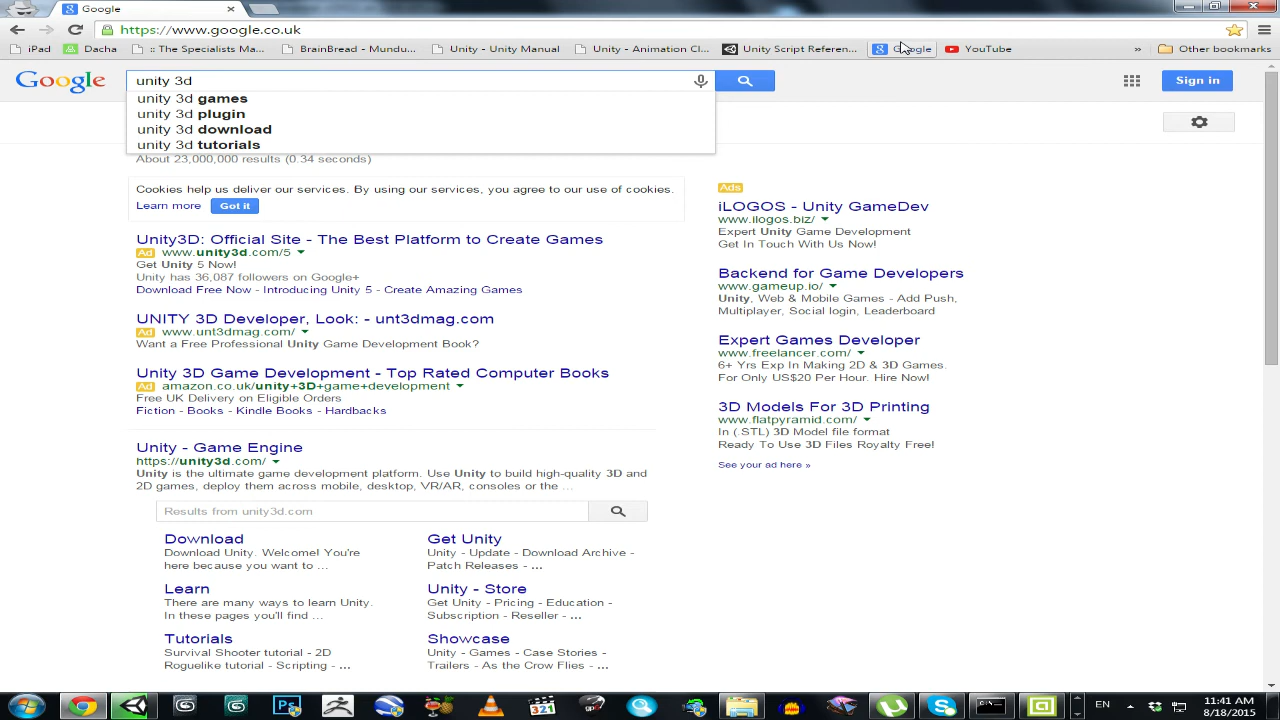 Google
https://www.google.co.uk
iPad
Dacha
:: The Specialists Ma...
BrainBread - Mundu...
Unity - Unity Manual
Unity - Animation Cl...
Unity Script Referen...
Google
YouTube
»
Other bookmarks
Google
unity 3d
Sign in
unity 3d games
unity 3d plugin
unity 3d download
unity 3d tutorials
About 23,000,000 results (0.34 seconds)
Cookies help us deliver our services. By using our services, you agree to our use of cookies.
Learn more Got it
Unity3D: Official Site - The Best Platform to Create Games
Ad www.unity3d.com/5
Get Unity 5 Now!
Unity has 36,087 followers on Google+
Download Free Now - Introducing Unity 5 - Create Amazing Games
UNITY 3D Developer, Look: - unt3dmag.com
Ad www.unt3dmag.com/
Want a Free Professional Unity Game Development Book?
Unity 3D Game Development - Top Rated Computer Books
Ad amazon.co.uk/unity+3D+game+development
Free UK Delivery on Eligible Orders
Fiction - Books - Kindle Books - Hardbacks
Unity - Game Engine
https://unity3d.com/
Unity is the ultimate game development platform. Use Unity to build high-quality 3D and
2D games, deploy them across mobile, desktop, VR/AR, consoles or the ...
Results from unity3d.com
Download
Download Unity. Welcome! You're
here because you want to ...
Get Unity
Unity - Update - Download Archive -
Patch Releases - ...
Learn
There are many ways to learn Unity.
In these pages you'll find ...
Unity - Store
Get Unity - Pricing - Education -
Subscription - Reseller - ...
Tutorials
Survival Shooter tutorial - 2D
Roguelike tutorial - Scripting - ...
Showcase
Unity - Games - Case Stories -
Trailers - As the Crow Flies - ...
Ads
iLOGOS - Unity GameDev
www.ilogos.biz/
Expert Unity Game Development
Get In Touch With Us Now!
Backend for Game Developers
www.gameup.io/
Unity, Web & Mobile Games - Add Push,
Multiplayer, Social login, Leaderboard
Expert Games Developer
www.freelancer.com/
6+ Yrs Exp In Making 2D & 3D Games.
For Only US$20 Per Hour. Hire Now!
3D Models For 3D Printing
www.flatpyramid.com/
In (.STL) 3D Model file format
Ready To Use 3D Files Royalty Free!
See your ad here »
Ps
321
EN
11:41 AM
8/18/2015